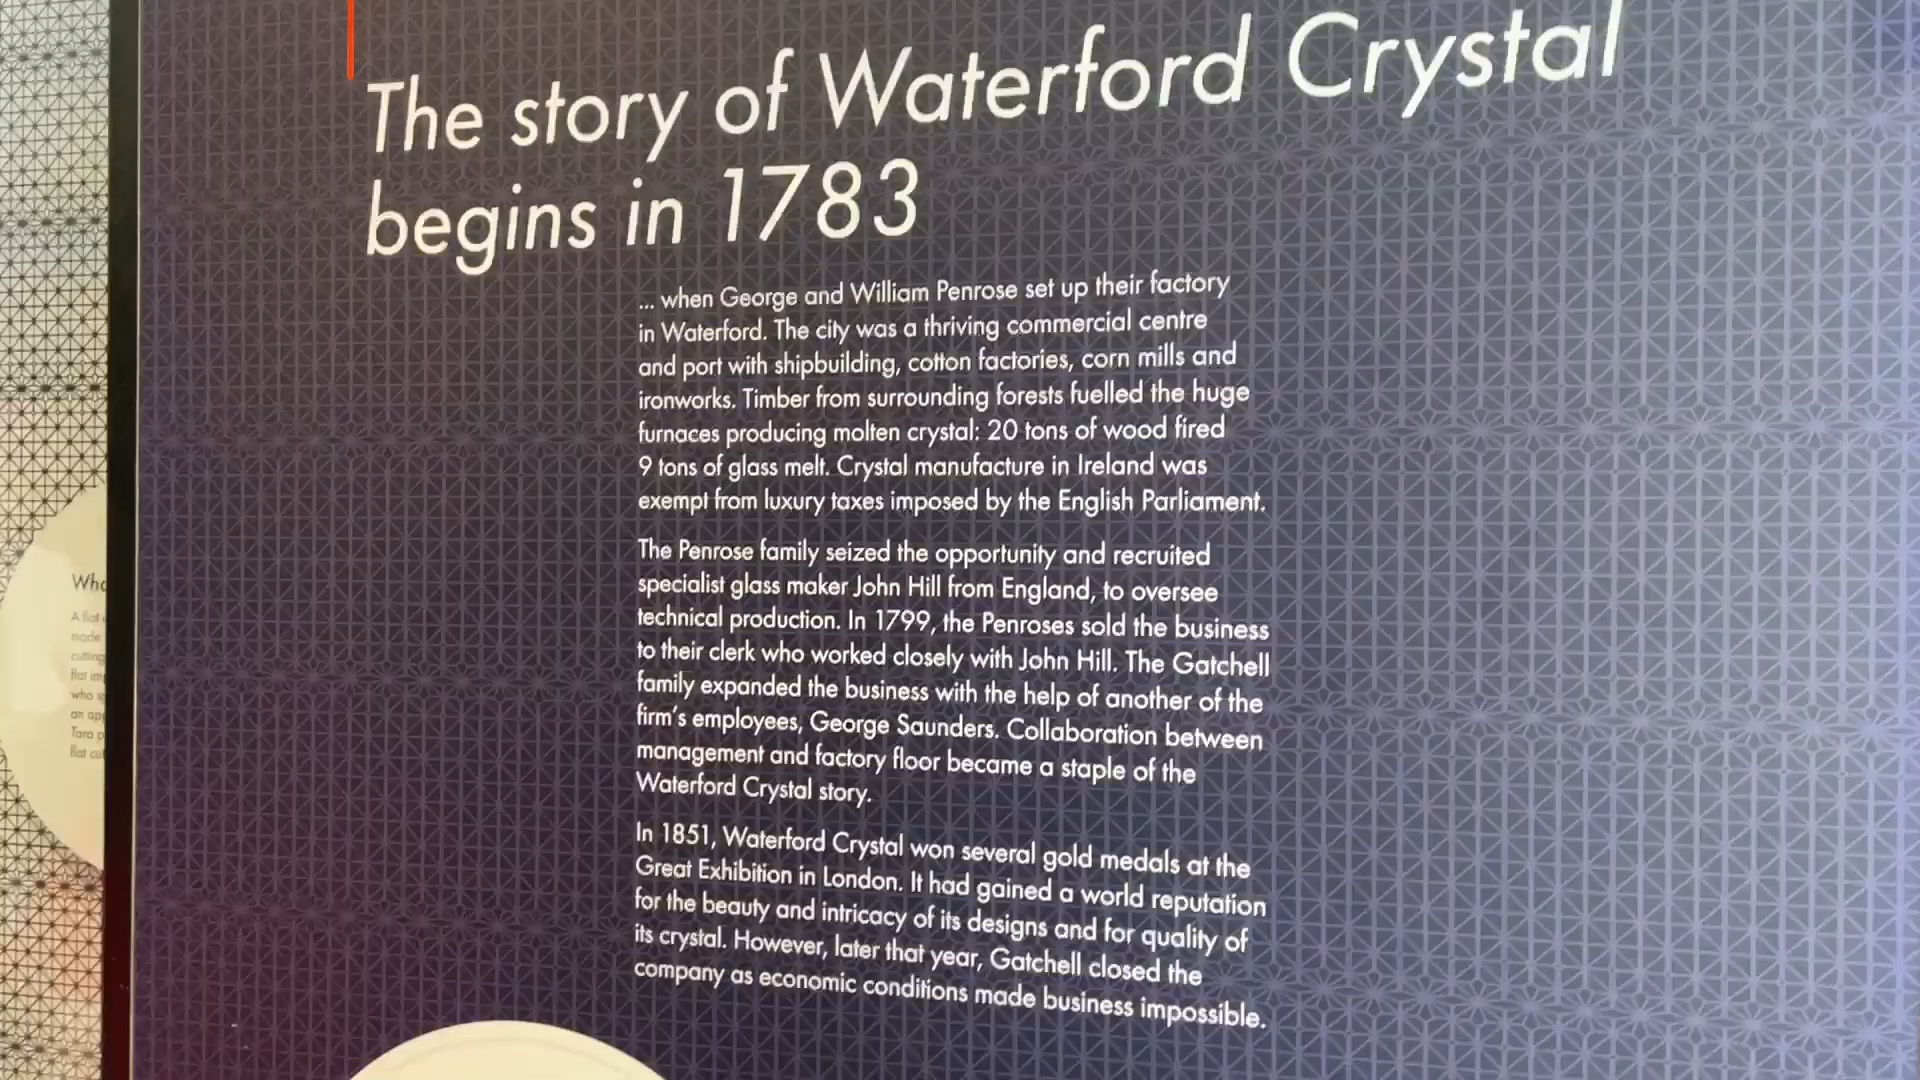 The story of Waterford Crystal
begins in 1783
... when George and William Penrose set up their factory
in Waterford. The city was a thriving commercial centre
and port with shipbuilding, cotton factories, corn mills and
ironworks. Timber from surrounding forests fuelled the huge
furnaces producing molten crystal: 20 tons of wood fired
9 tons of glass melt. Crystal manufacture in Ireland was
exempt from luxury taxes imposed by the English Parliament.
The Penrose family seized the opportunity and recruited
specialist glass maker John Hill from England, to oversee
technical production. In 1799, the Penroses sold the business
to their clerk who worked closely with John Hill. The Gatchell
family expanded the business with the help of another of the
firm's employees, George Saunders. Collaboration between
management and factory floor became a staple of the
Waterford Crystal story.
In 1851, Waterford Crystal won several gold medals at the
Great Exhibition in London. It had gained a world reputation
for the beauty and intricacy of its designs and for quality of
its crystal. However, later that year, Gatchell closed the
company as economic conditions made business impossible.
A flat
made
cutting
flat
who
an
Tara
flat